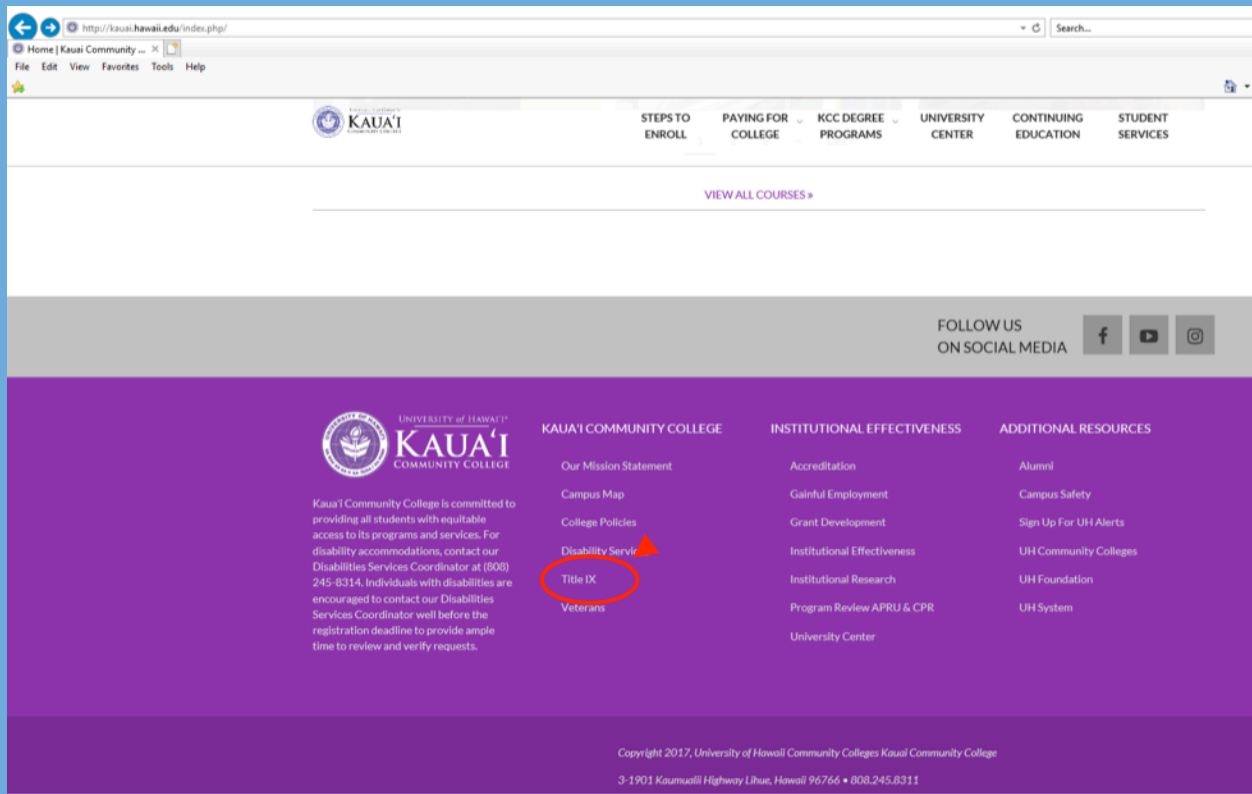 http://kauai.hawaii.edu/index.php/
Search...
Home | Kauai Community ...
File Edit View Favorites Tools Help
KAUA'I
COMMUNITY COLLEGE
STEPS TO
ENROLL
PAYING FOR
COLLEGE
KCC DEGREE
PROGRAMS
UNIVERSITY
CENTER
CONTINUING
EDUCATION
STUDENT
SERVICES
VIEW ALL COURSES »
FOLLOW US
ON SOCIAL MEDIA
UNIVERSITY of HAWAI'I®
KAUA'I
COMMUNITY COLLEGE
Kaua'i Community College is committed to
providing all students with equitable
access to its programs and services. For
disability accommodations, contact our
Disabilities Services Coordinator at (808)
245-8314. Individuals with disabilities are
encouraged to contact our Disabilities
Services Coordinator well before the
registration deadline to provide ample
time to review and verify requests.
KAUA'I COMMUNITY COLLEGE
Our Mission Statement
Campus Map
College Policies
Disability Servic
Title IX
Veterans
INSTITUTIONAL EFFECTIVENESS
Accreditation
Gainful Employment
Grant Development
Institutional Effectiveness
Institutional Research
Program Review APRU & CPR
University Center
ADDITIONAL RESOURCES
Alumni
Campus Safety
Sign Up For UH Alerts
UH Community Colleges
UH Foundation
UH System
Copyright 2017, University of Hawaii Community Colleges Kauai Community College
3-1901 Kaumualii Highway Lihue, Hawaii 96766 • 808.245.8311